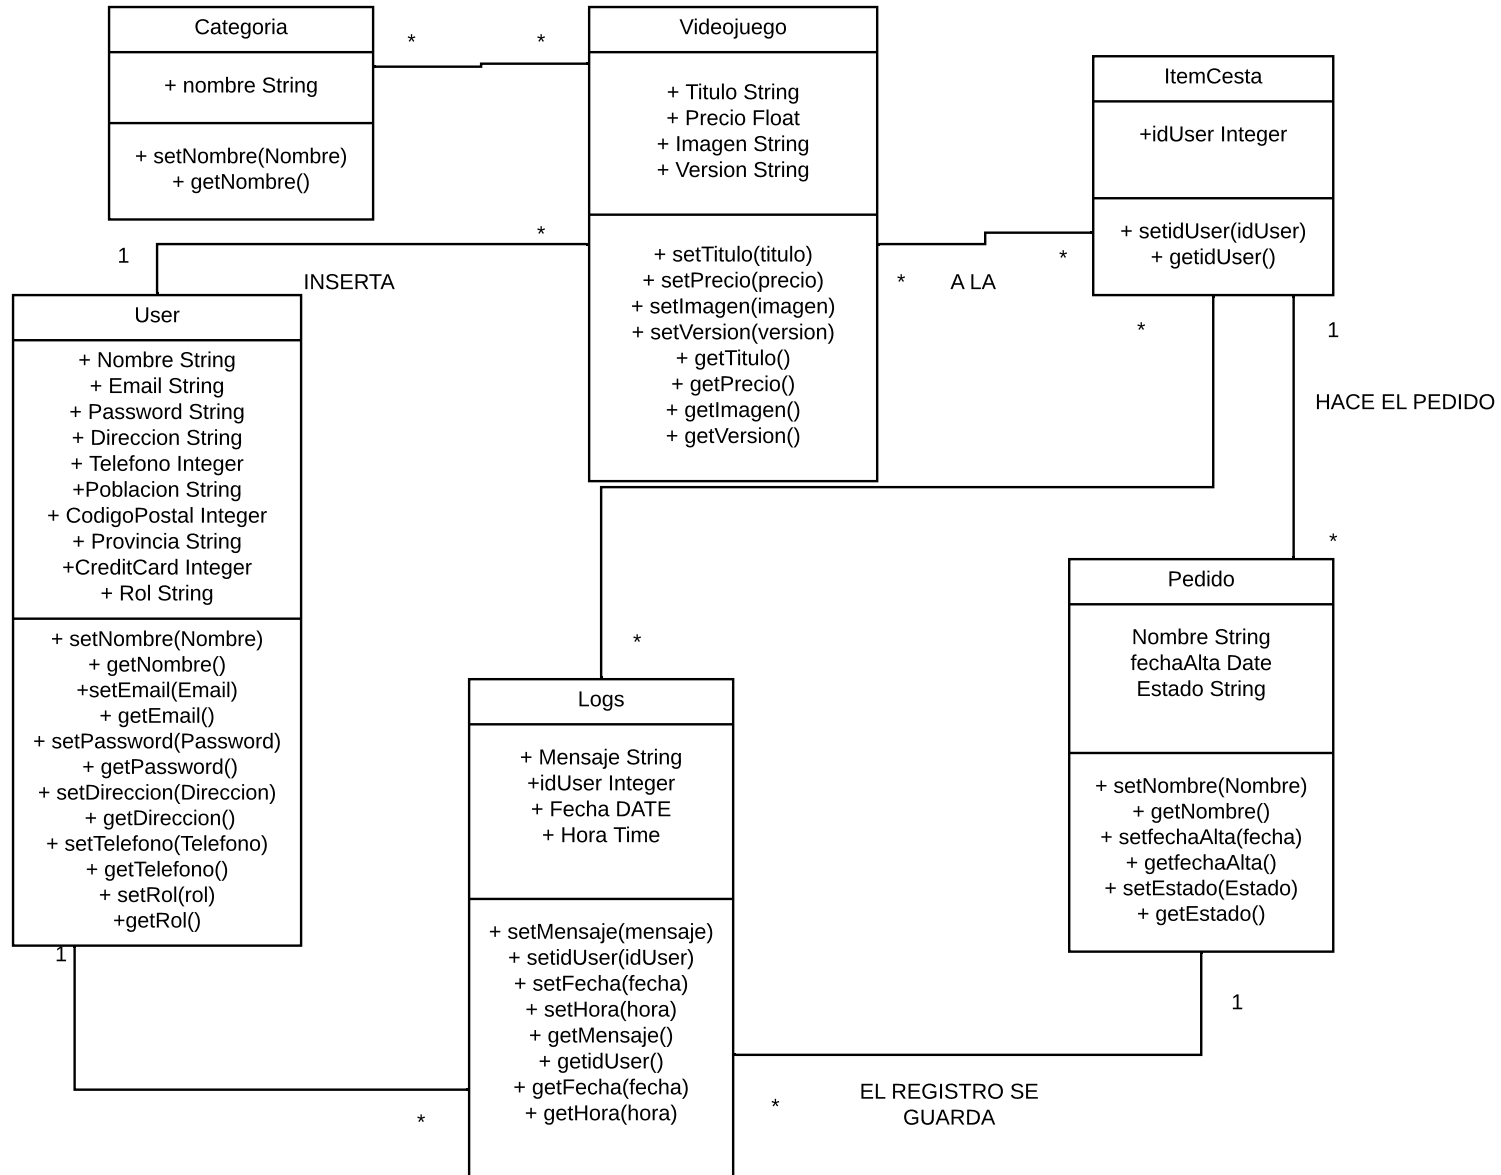 Categoria
+ nombre String
+ setNombre(Nombre)
+ getNombre()
*
*
Videojuego
+ Titulo String
+ Precio Float
+ Imagen String
+ Version String
+ setTitulo(titulo)
+ setPrecio(precio)
+ setImagen(imagen)
+ setVersion(version)
+ getTitulo()
+ getPrecio()
+ getImagen()
+ getVersion()
ItemCesta
+idUser Integer
+ setidUser(idUser)
+ getidUser()
1
*
INSERTA
*
A LA
*
*
1
HACE EL PEDIDO
*
User
+ Nombre String
+ Email String
+ Password String
+ Direccion String
+ Telefono Integer
+Poblacion String
+ CodigoPostal Integer
+ Provincia String
+CreditCard Integer
+ Rol String
+ setNombre(Nombre)
+ getNombre()
+setEmail(Email)
+ getEmail()
+ setPassword(Password)
+ getPassword()
+ setDireccion(Direccion)
+ getDireccion()
+ setTelefono(Telefono)
+ getTelefono()
+ setRol(rol)
+getRol()
1
*
*
Logs
+ Mensaje String
+idUser Integer
+ Fecha DATE
+ Hora Time
+ setMensaje(mensaje)
+ setidUser(idUser)
+ setFecha(fecha)
+ setHora(hora)
+ getMensaje()
+ getidUser()
+ getFecha(fecha)
+ getHora(hora)
Pedido
Nombre String
fechaAlta Date
Estado String
+ setNombre(Nombre)
+ getNombre()
+ setfechaAlta(fecha)
+ getfechaAlta()
+ setEstado(Estado)
+ getEstado()
1
*
EL REGISTRO SE
GUARDA